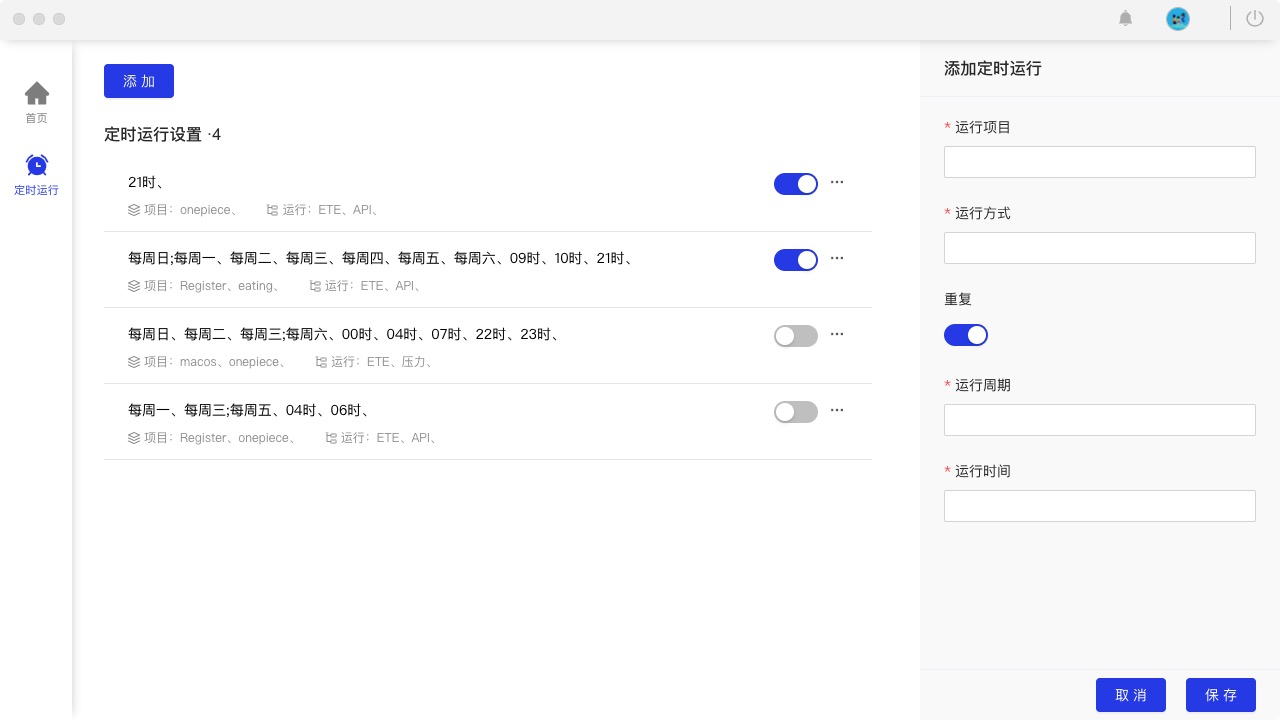 首页
定时运行
添 加
定时运行设置 ·4
21时、
项目：onepiece、 运行：ETE、API、
每周日;每周一、每周二、每周三、每周四、每周五、每周六、09时、10时、21时、
项目：Register、eating、 运行：ETE、API、
每周日、每周二、每周三;每周六、00时、04时、07时、22时、23时、
项目：macos、onepiece、 运行：ETE、压力、
每周一、每周三;每周五、04时、06时、
项目：Register、onepiece、 运行：ETE、API、
添加定时运行
* 运行项目
* 运行方式
重复
* 运行周期
* 运行时间
取 消
保 存